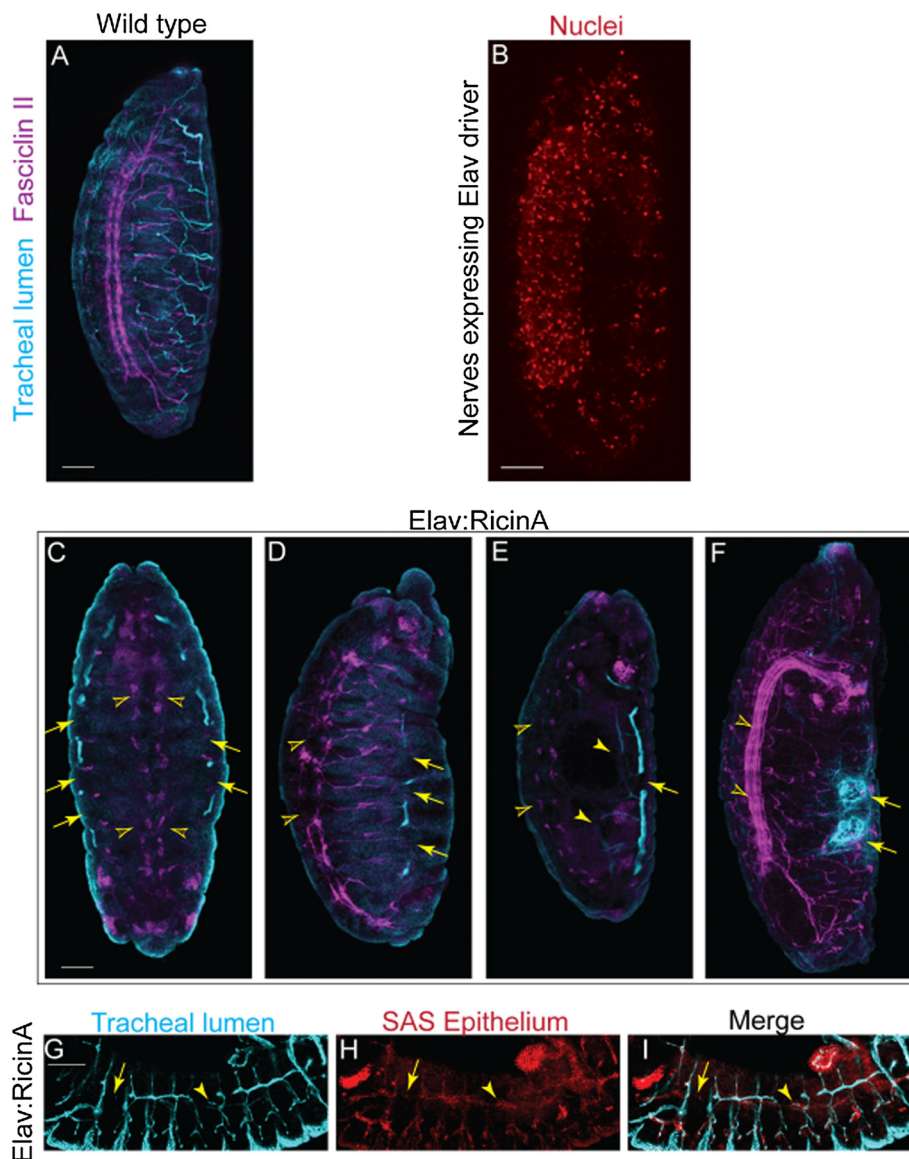 Wild type
Nuclei
A
B
Tracheal lumen Fasciclin II
Nerves expressing Elav driver
Elav:RicinA
C
D
E
F
Elav:RicinA
Tracheal lumen
SAS Epithelium
Merge
G
H
I